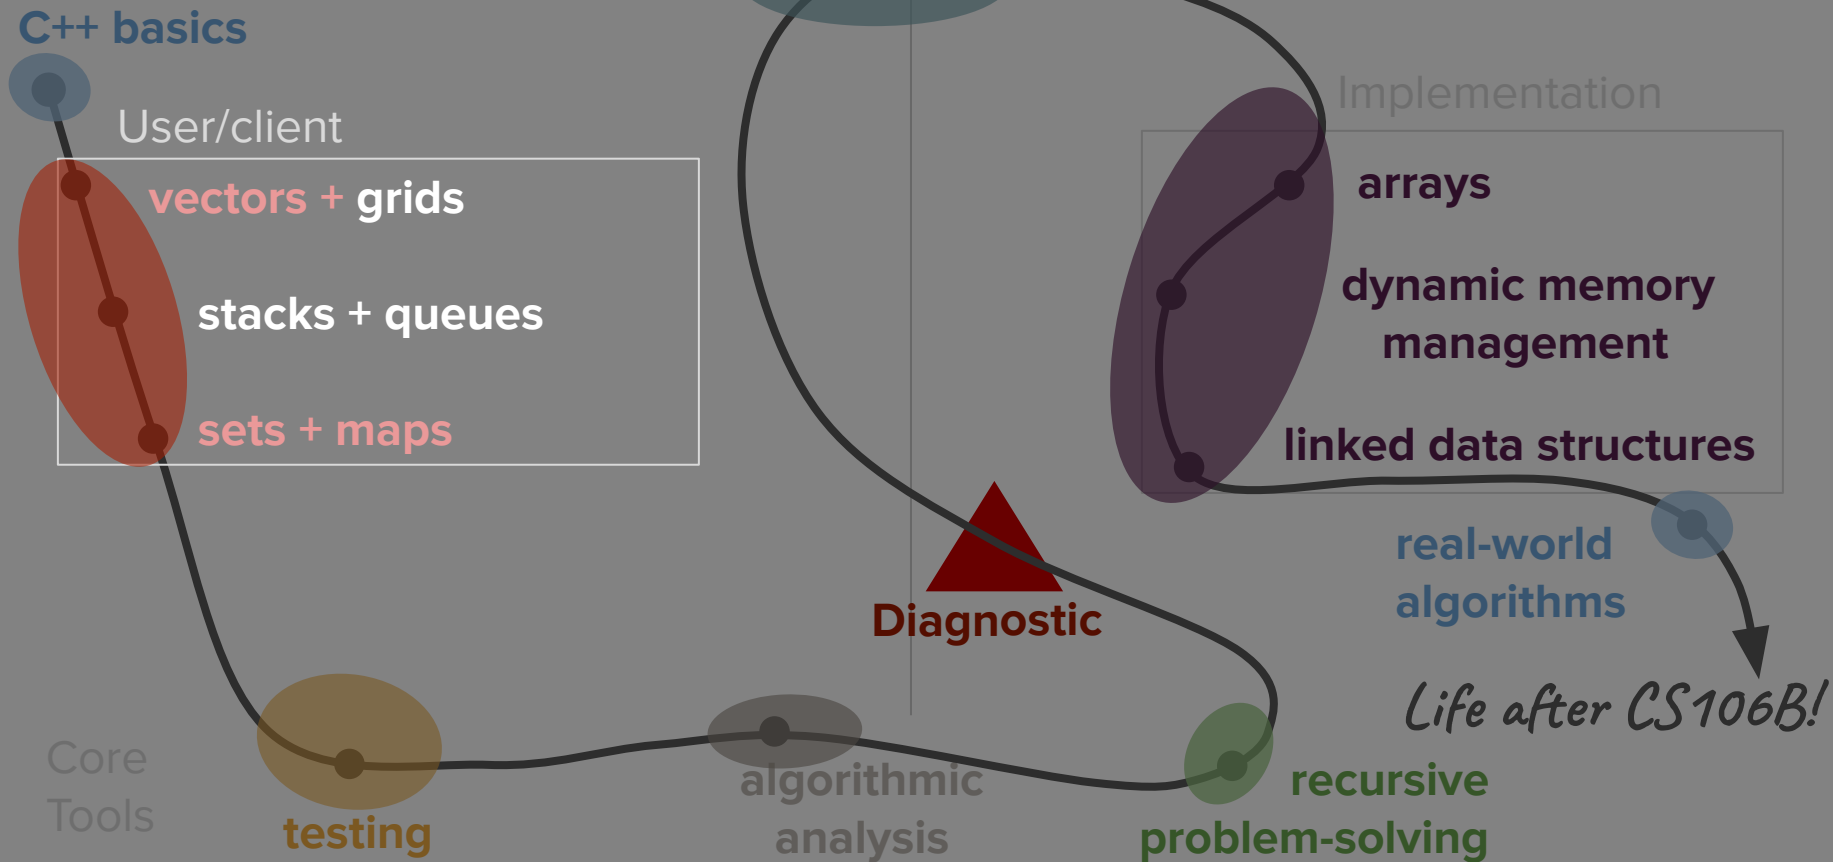 C++ basics
User/client
vectors + grids
stacks + queues
sets + maps
Core
Tools
testing
algorithmic
analysis
Diagnostic
recursive
problem-solving
Implementation
arrays
dynamic memory
management
linked data structures
real-world
algorithms
Life after CS106B!